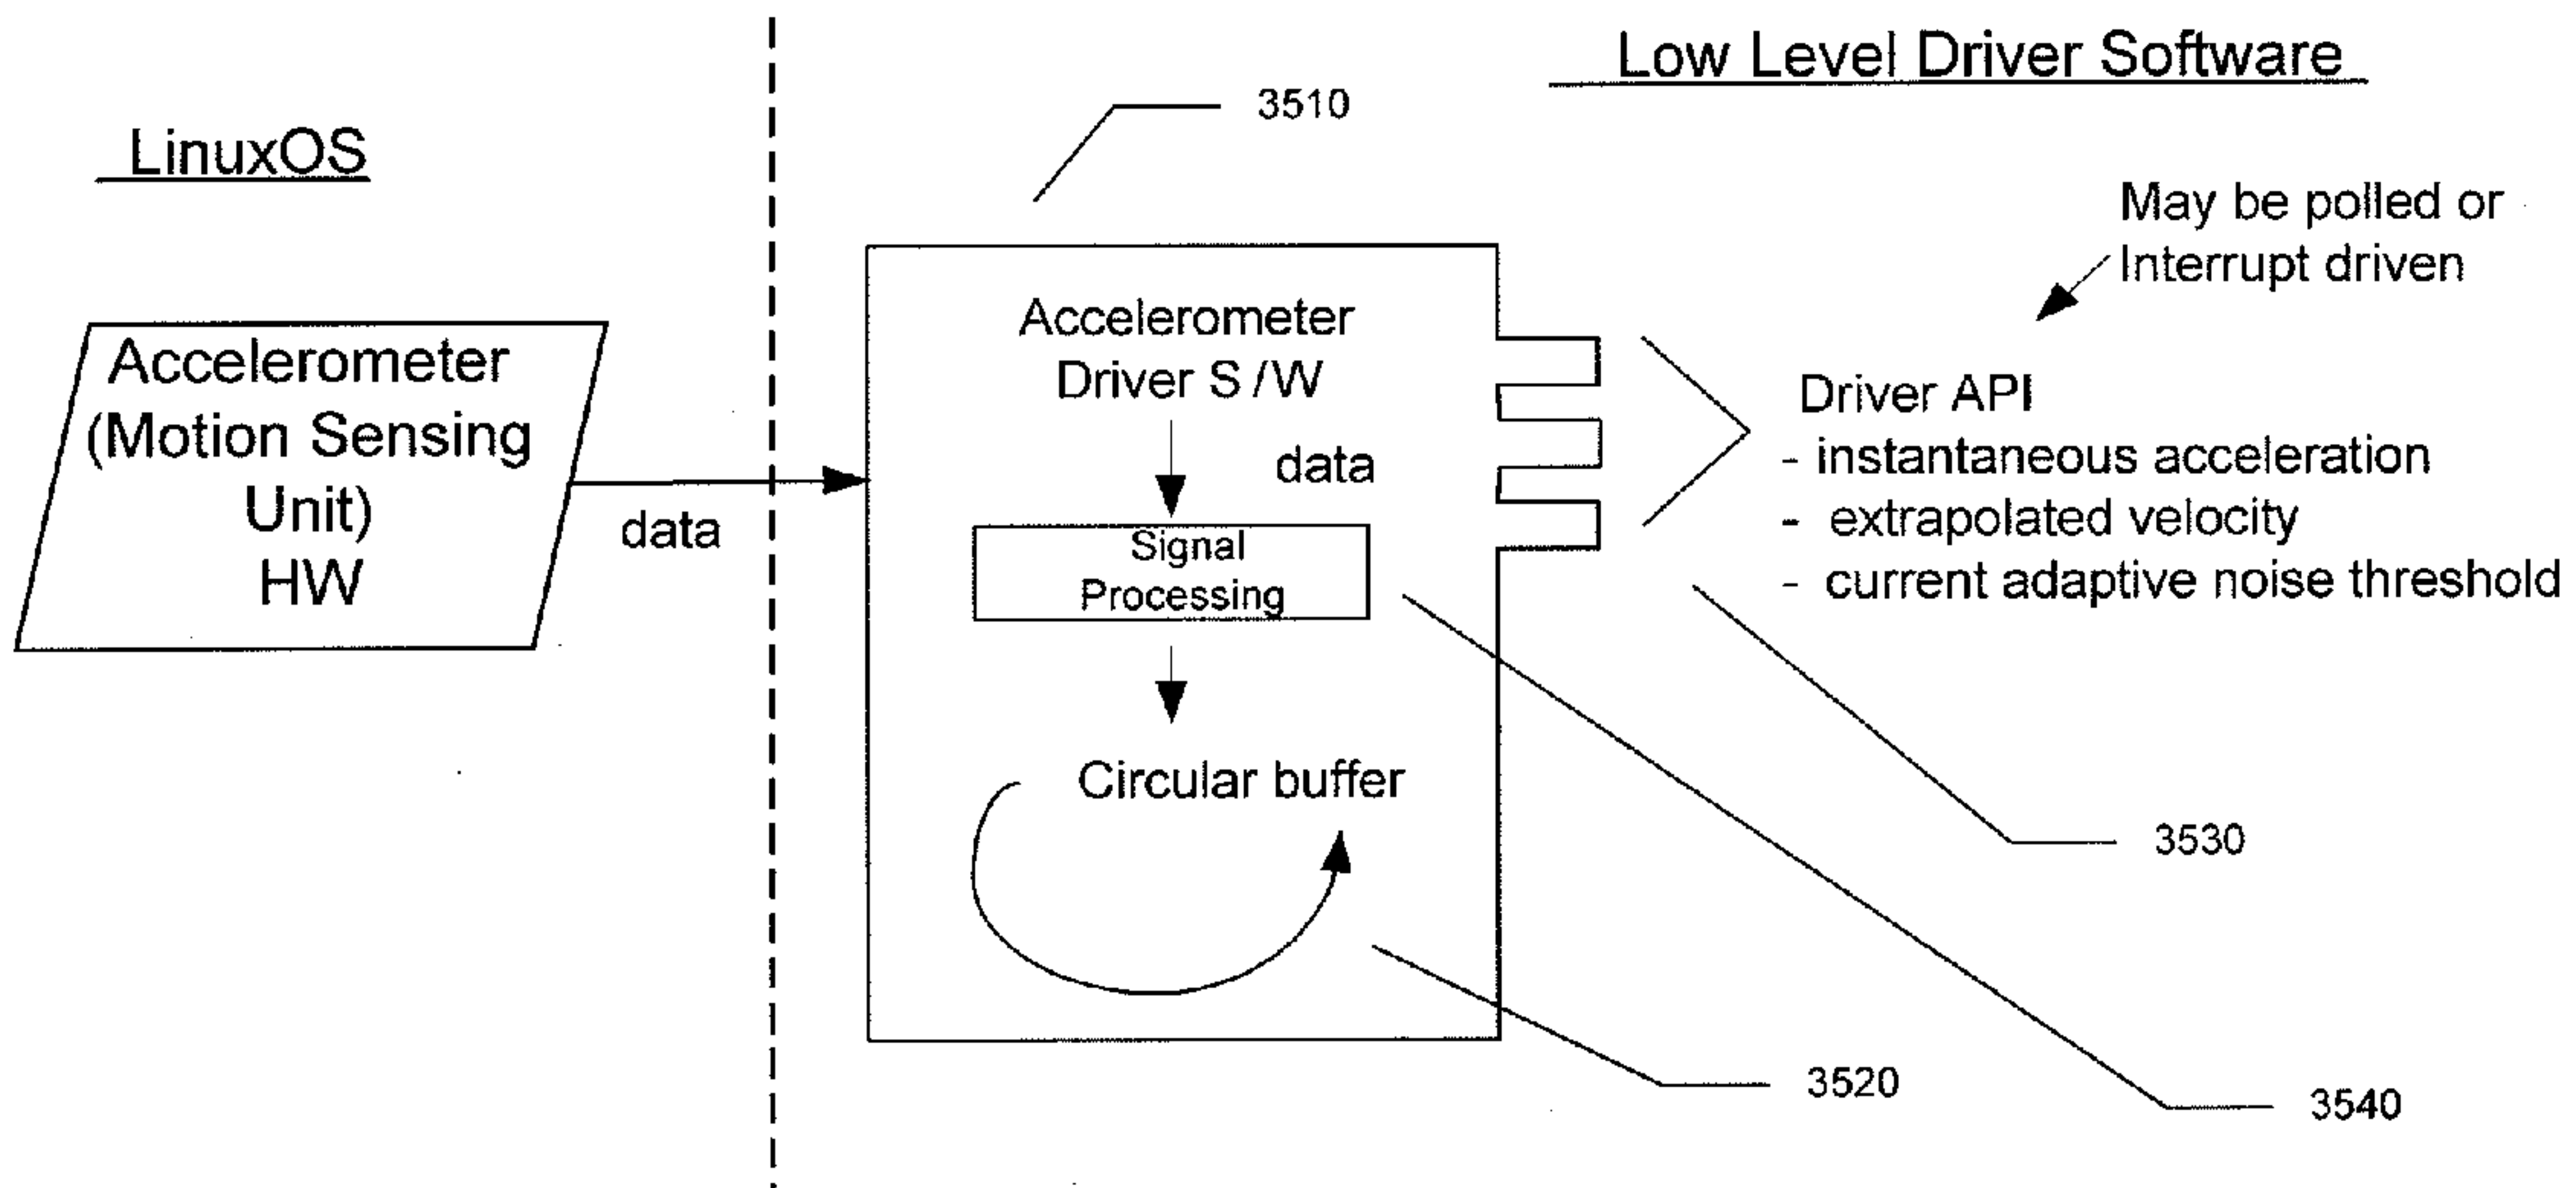 Low Level Driver Software
3510
LinuxOS
May be polled or
Interrupt driven
Accelerometer
(Motion Sensing
Unit)
HW
data
Accelerometer
Driver S /W
data
Signal
Processing
Circular buffer
Driver API
- instantaneous acceleration
- extrapolated velocity
- current adaptive noise threshold
3530
3520
3540